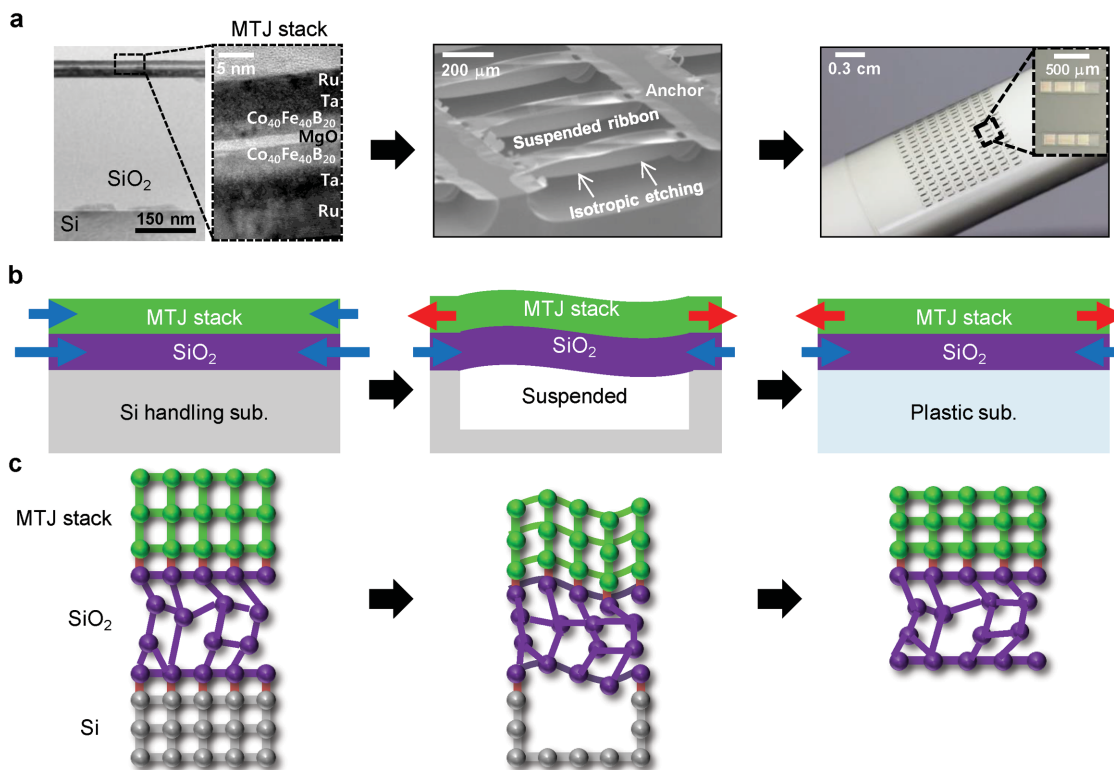 a
MTJ stack
5 nm
Ru
Ta
Co40Fe40B20
MgO
Co40Fe40B20
Ta
Ru
SiO2
Si
150 nm
200 μm
Anchor
Suspended ribbon
Isotropic etching
0.3 cm
500 μm
b
MTJ stack
SiO2
Si handling sub.
MTJ stack
SiO2
Suspended
MTJ stack
SiO2
Plastic sub.
c
MTJ stack
SiO2
Si